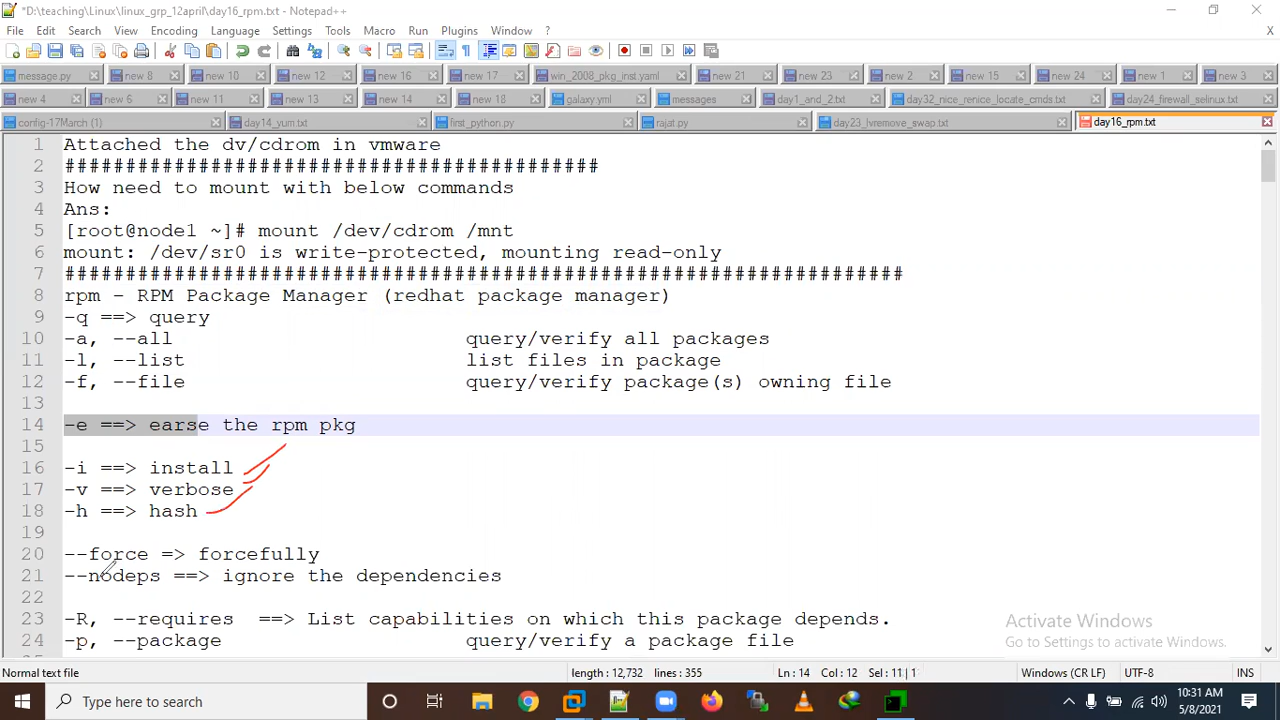 *D:\teaching\Linux\linux_grp_12april\day16_rpm.txt - Notepad++
File Edit Search View Encoding Language Settings Tools Macro Run Plugins Window ? X
message.py new 8 new 10 new 12 new 16 new 17 win_2008_pkg_inst.yaml new 21 new 23 new 2 new 15 new 24 new 1 new 3
new 4 new 6 new 11 new 13 new 14 new 18 galaxy.yml messages day1_and_2.txt day32_nice_renice_locate_cmds.txt day24_firewall_selinux.txt
config-17March (1) day14_yum.txt first_python.py rajat.py day23_lvremove_swap.txt day16_rpm.txt
1 Attached the dv/cdrom in vmware
2 ############################################
3 How need to mount with below commands
4 Ans:
5 [root@node1 ~]# mount /dev/cdrom /mnt
6 mount: /dev/sr0 is write-protected, mounting read-only
7 #####################################################################
8 rpm - RPM Package Manager (redhat package manager)
9 -q ==> query
10 -a, --all query/verify all packages
11 -l, --list list files in package
12 -f, --file query/verify package(s) owning file
13
14 -e ==> earse the rpm pkg
15
16 -i ==> install
17 -v ==> verbose
18 -h ==> hash
19
20 --force => forcefully
21 --nodeps ==> ignore the dependencies
22
23 -R, --requires ==> List capabilities on which this package depends.
24 -p, --package query/verify a package file
Activate Windows
Go to Settings to activate Windows.
Normal text file length : 12,732 lines : 355 Ln : 14 Col : 12 Sel : 11 | 1 Windows (CR LF) UTF-8 INS
Type here to search
10:31 AM
5/8/2021